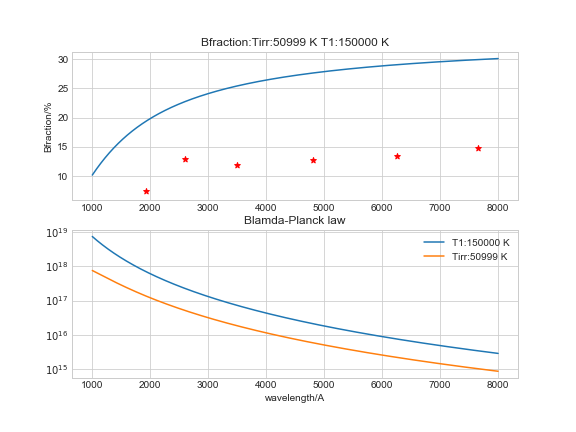 Bfraction:Tirr:50999 K T1:150000 K
Bfraction/%
30
25
20
15
10
1000 2000 3000 4000 5000 6000 7000 8000
Blamda-Planck law
10^19
10^18
10^17
10^16
10^15
T1:150000 K
Tirr:50999 K
1000 2000 3000 4000 5000 6000 7000 8000
wavelength/A